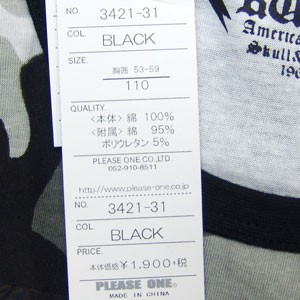 NO. 3421-31
COL. BLACK
SIZE.
胸囲 53-59
110
QUALITY.
<本体> 綿 100%
<附属> 綿 95%
ポリウレタン 5%
PLEASE ONE CO.,LTD
052-910-8511
http://www.please-one.jp
NO. 3421-31
COL. BLACK
PRICE.
本体価格 ¥1,900+税
PLEASE ONE.
MADE IN CHINA
America
Skull&